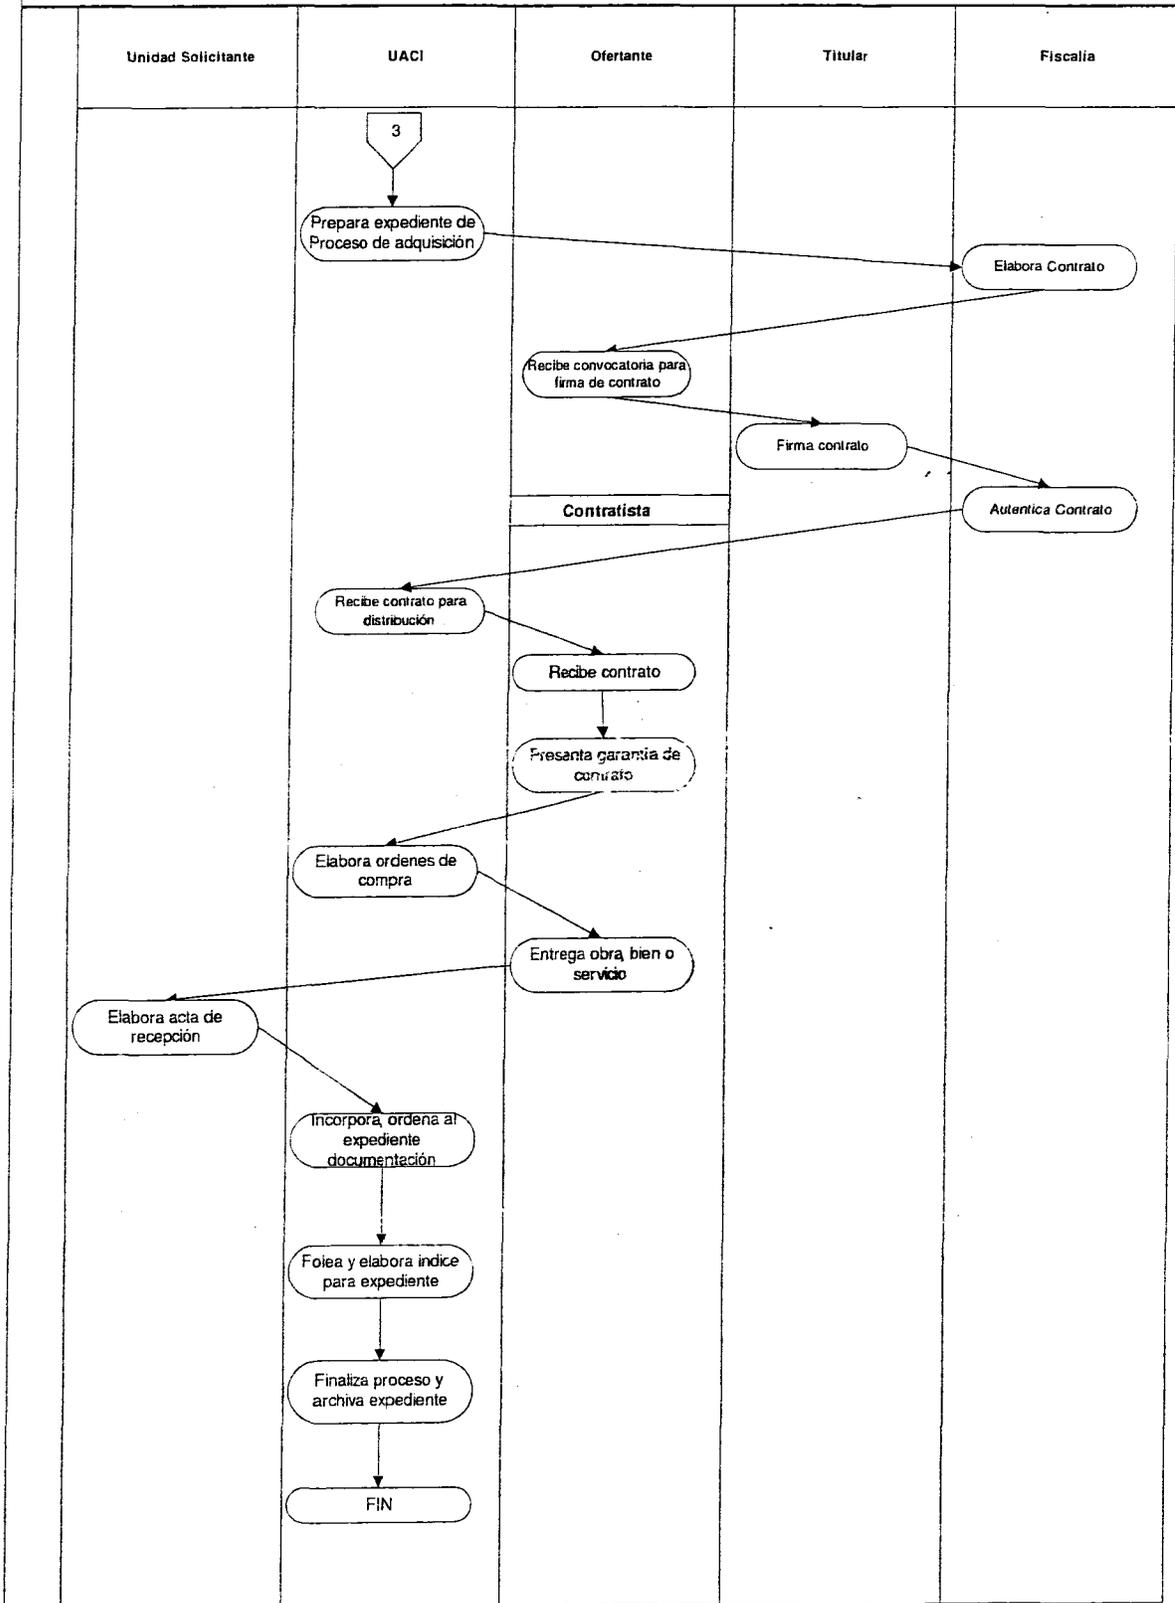 Unidad Solicitante
UACI
Ofertante
Titular
Fiscalía
3
Prepara expediente de
Proceso de adquisición
Elabora Contrato
Recibe convocatoria para
firma de contrato
Firma contrato
Contratista
Autentica Contrato
Recibe contrato para
distribución
Recibe contrato
Presenta garantía de
contrato
Elabora ordenes de
compra
Entrega obra, bien o
servicio
Elabora acta de
recepción
Incorpora, ordena al
expediente
documentación
Folea y elabora indice
para expediente
Finaliza proceso y
archiva expediente
FIN